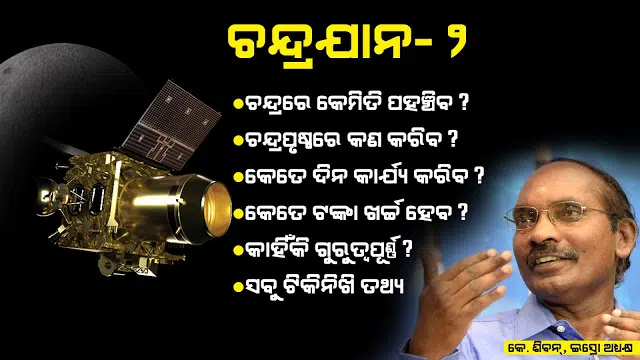 ଚନ୍ଦ୍ରଯାନ- ୨
•ଚନ୍ଦ୍ରରେ କେମିତି ପହଞ୍ଚିବ ?
•ଚନ୍ଦ୍ରପୃଷ୍ଠରେ କଣ କରିବ ?
•କେତେ ଦିନ କାର୍ଯ୍ୟ କରିବ ?
•କେତେ ଟଙ୍କା ଖର୍ଚ୍ଚ ହେବ ?
•କାହିଁକି ଗୁରୁତ୍ୱପୂର୍ଣ୍ଣ ?
•ସବୁ ଟିକିନିଖି ତଥ୍ୟ
କେ. ଶିବନ୍, ଇସ୍ରୋ ଅଧ୍ୟକ୍ଷ